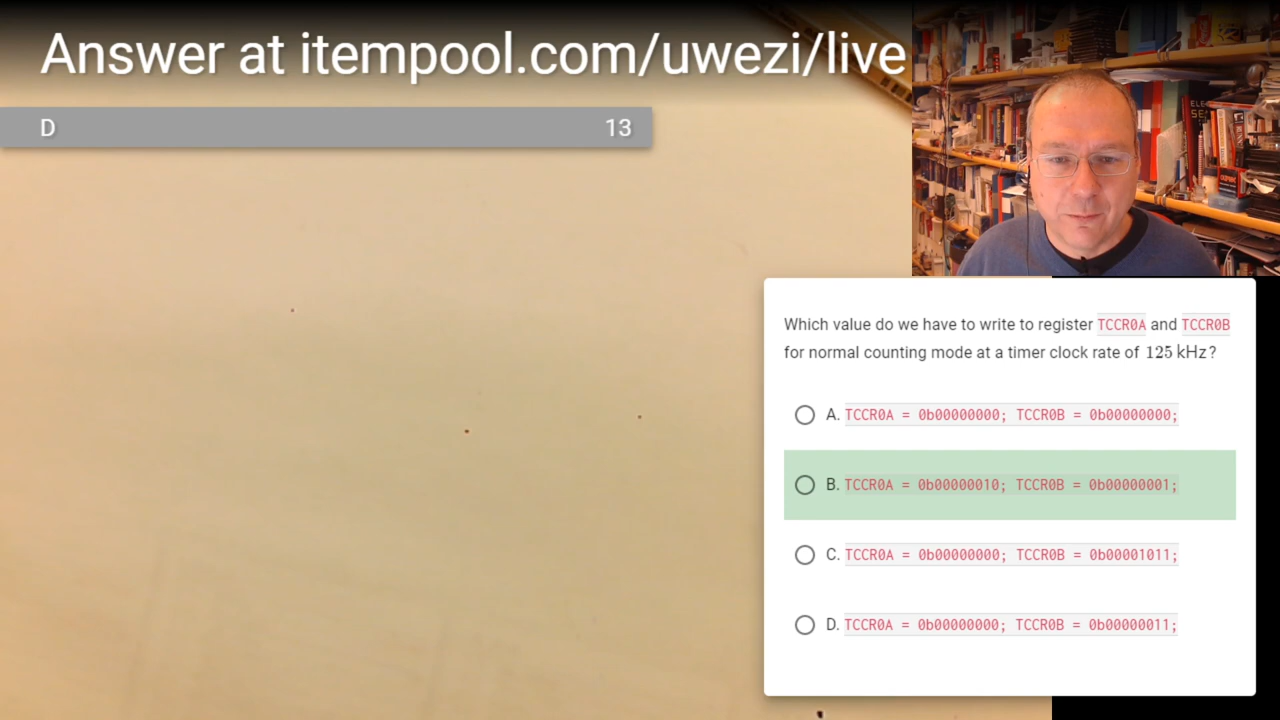 Answer at itempool.com/uwezi/live
D 13
Which value do we have to write to register TCCR0A and TCCR0B
for normal counting mode at a timer clock rate of 125 kHz?
A. TCCR0A = 0b00000000; TCCR0B = 0b00000000;
B. TCCR0A = 0b00000010; TCCR0B = 0b00000001;
C. TCCR0A = 0b00000000; TCCR0B = 0b00001011;
D. TCCR0A = 0b00000000; TCCR0B = 0b00000011;